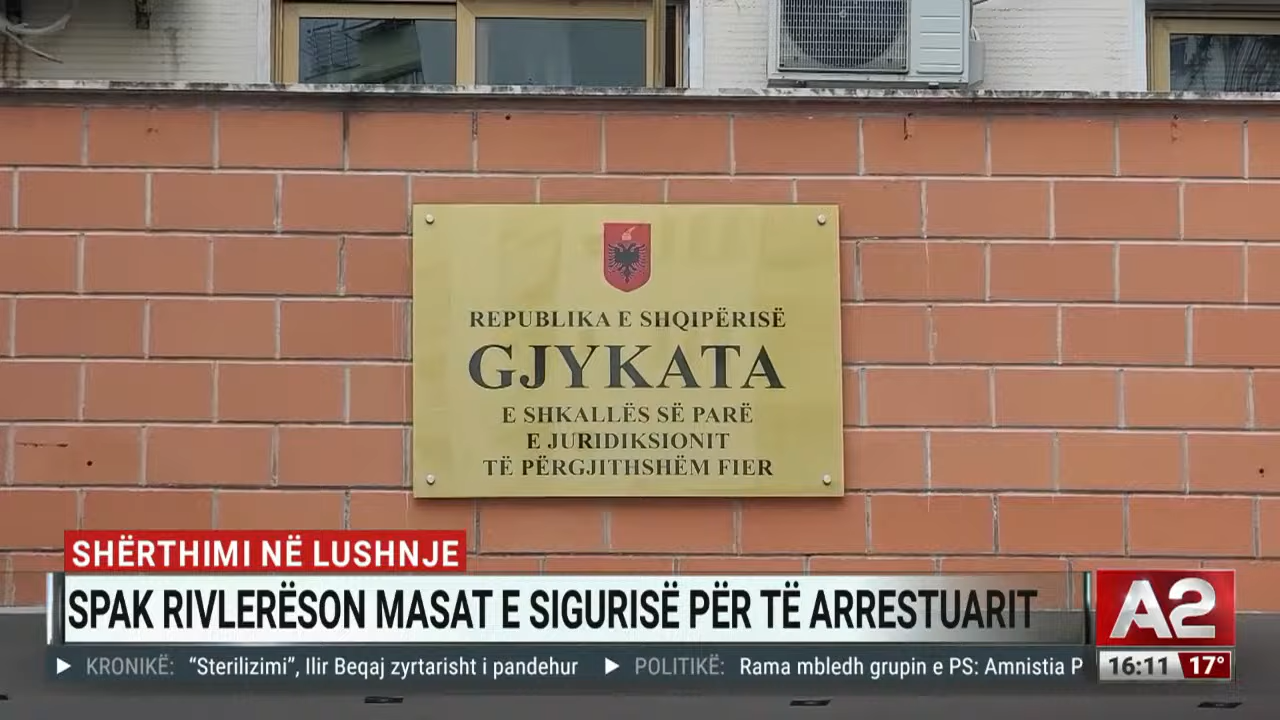 REPUBLIKA E SHQIPËRISË
GJYKATA
E SHKALLËS SË PARË
E JURIDIKSIONIT
TË PËRGJITHSHËM FIER
SHËRTHIMI NË LUSHNJE
SPAK RIVLERËSON MASAT E SIGURISË PËR TË ARRESTUARIT
A2
KRONIKË: “Sterilizimi”, Ilir Beqaj zyrtarisht i pandehur POLITIKË: Rama mbledh grupin e PS: Amnistia P
16:11 17°